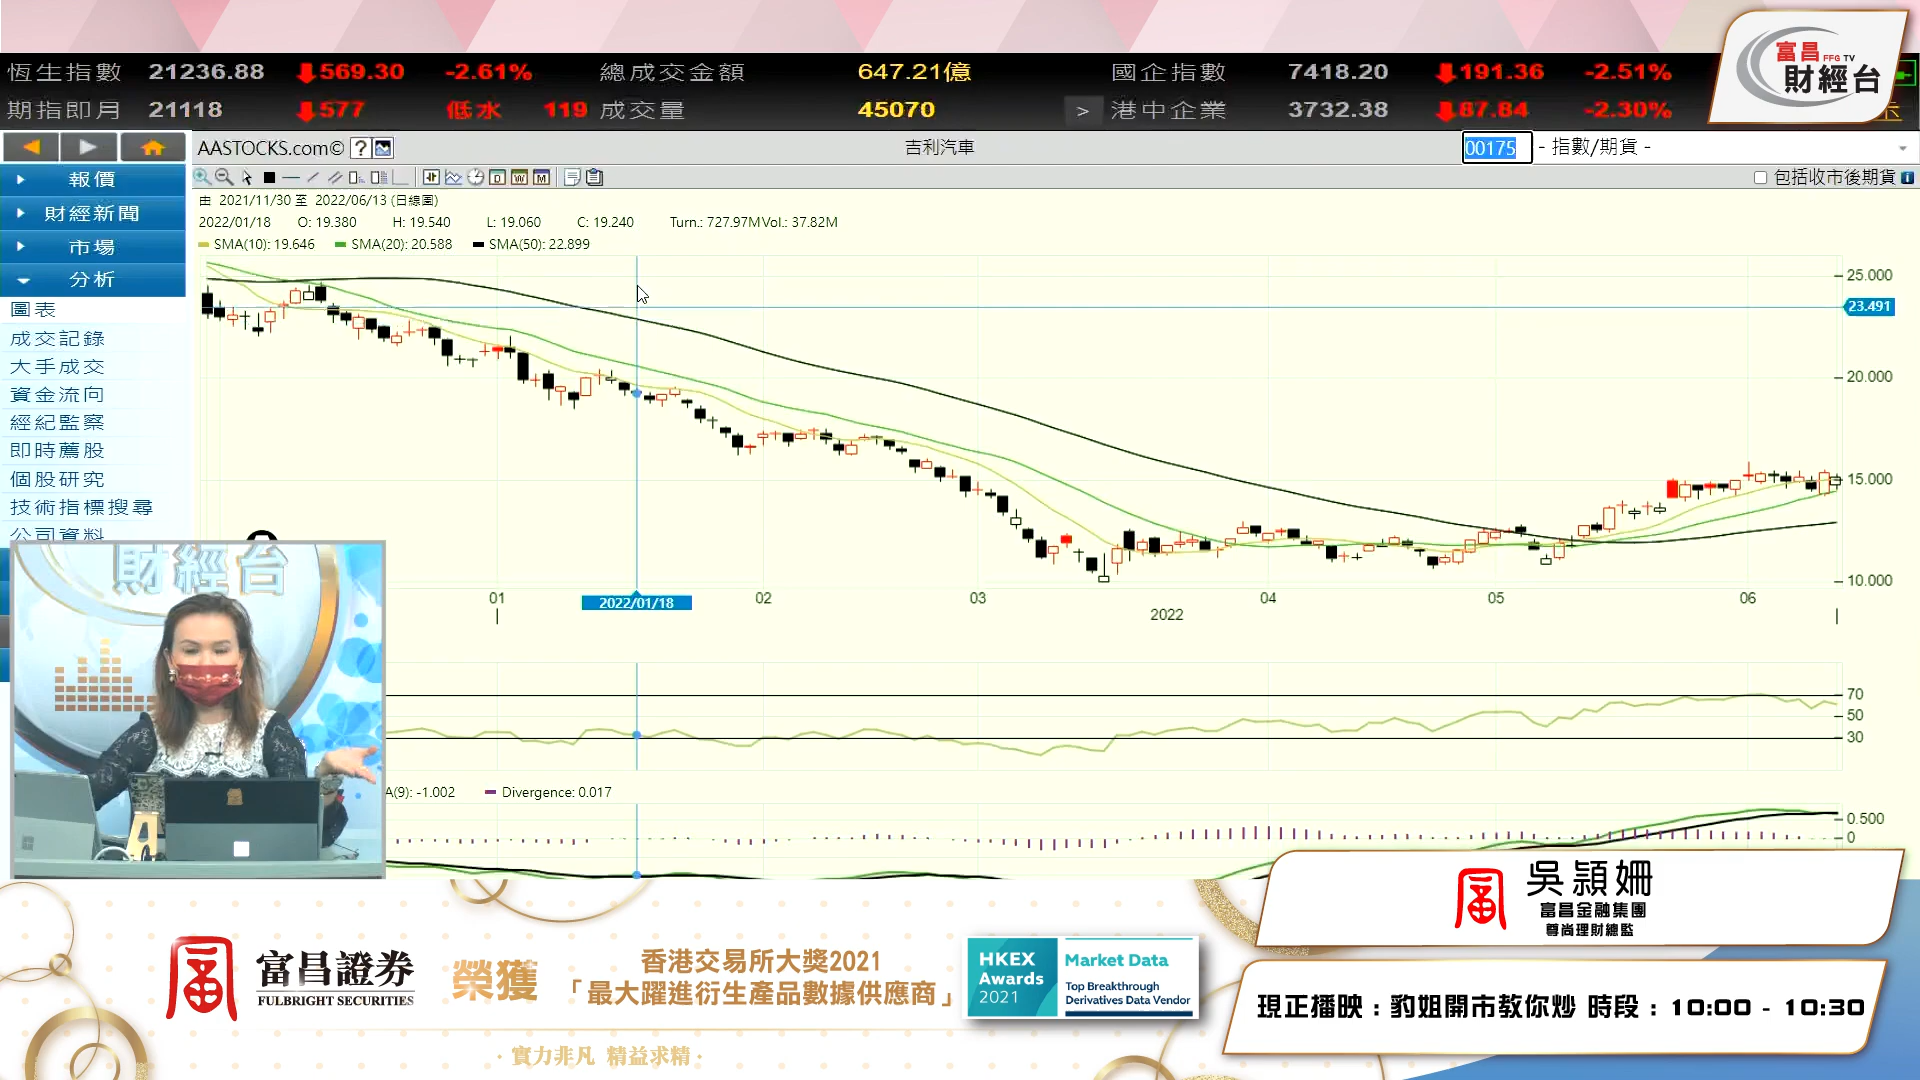 恆生指數 21236.88 569.30 -2.61% 總成交金額 647.21億 國企指數 7418.20 191.36 -2.51%
期指即月 21118 577 低水 119 成交量 45070 > 港中企業 3732.38 87.84 -2.30%
富昌 FFG TV
財經台
AASTOCKS.com© ? 吉利汽車 00175 - 指數/期貨 -
包括收市後期貨
報價
財經新聞
市場
分析
圖表
成交記錄
大手成交
資金流向
經紀監察
即時薦股
個股研究
技術指標搜尋
公司資料
由 2021/11/30 至 2022/06/13 (日線圖)
2022/01/18 O: 19.380 H: 19.540 L: 19.060 C: 19.240 Turn.: 727.97M Vol.: 37.82M
SMA(10): 19.646 SMA(20): 20.588 SMA(50): 22.899
25.000
23.491
20.000
15.000
10.000
01 2022/01/18 02 03 04 05 06
2022
70
50
30
A(9): -1.002 Divergence: 0.017
0.500
0
財經台
吳穎姍
富昌金融集團
尊尚理財總監
富昌證券
FULBRIGHT SECURITIES
榮獲
香港交易所大獎2021
「最大躍進衍生產品數據供應商」
HKEX
Awards
2021
Market Data
Top Breakthrough
Derivatives Data Vendor
現正播映：豹姐開市教你炒 時段：10:00 - 10:30
· 實力非凡 精益求精 ·